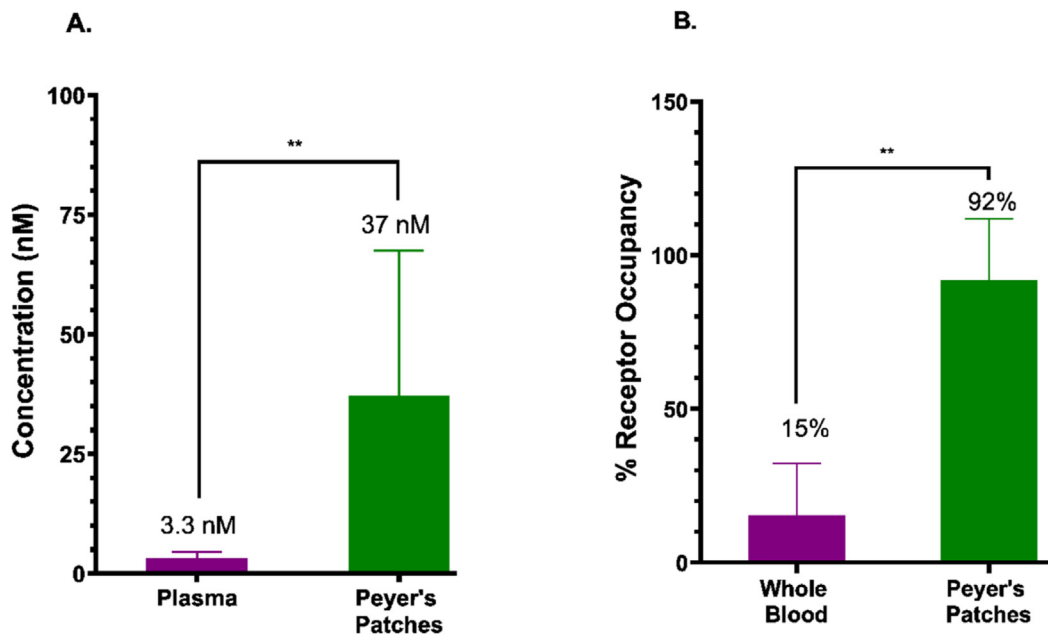 A.
Concentration (nM)
100
75
50
25
0
**
3.3 nM
37 nM
Plasma
Peyer's
Patches
B.
% Receptor Occupancy
150
100
50
0
**
15%
92%
Whole
Blood
Peyer's
Patches